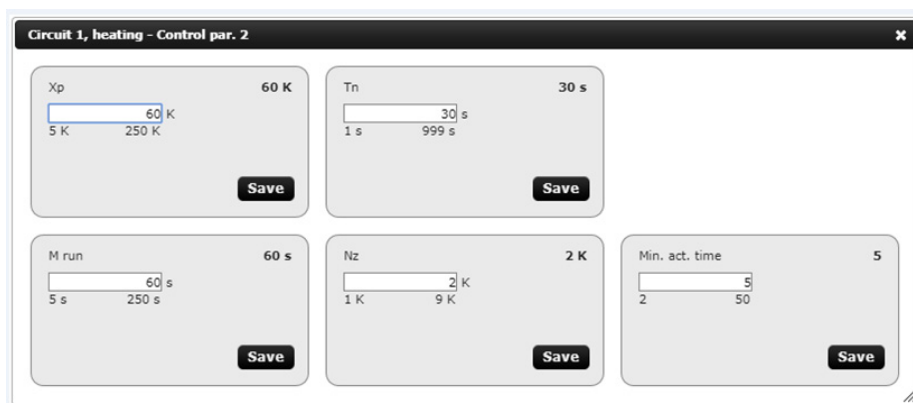 Circuit 1, heating - Control par. 2
Xp 60 K
60 K
5 K 250 K
Save
Tn 30 s
30 s
1 s 999 s
Save
M run 60 s
60 s
5 s 250 s
Save
Nz 2 K
2 K
1 K 9 K
Save
Min. act. time 5
5
2 50
Save